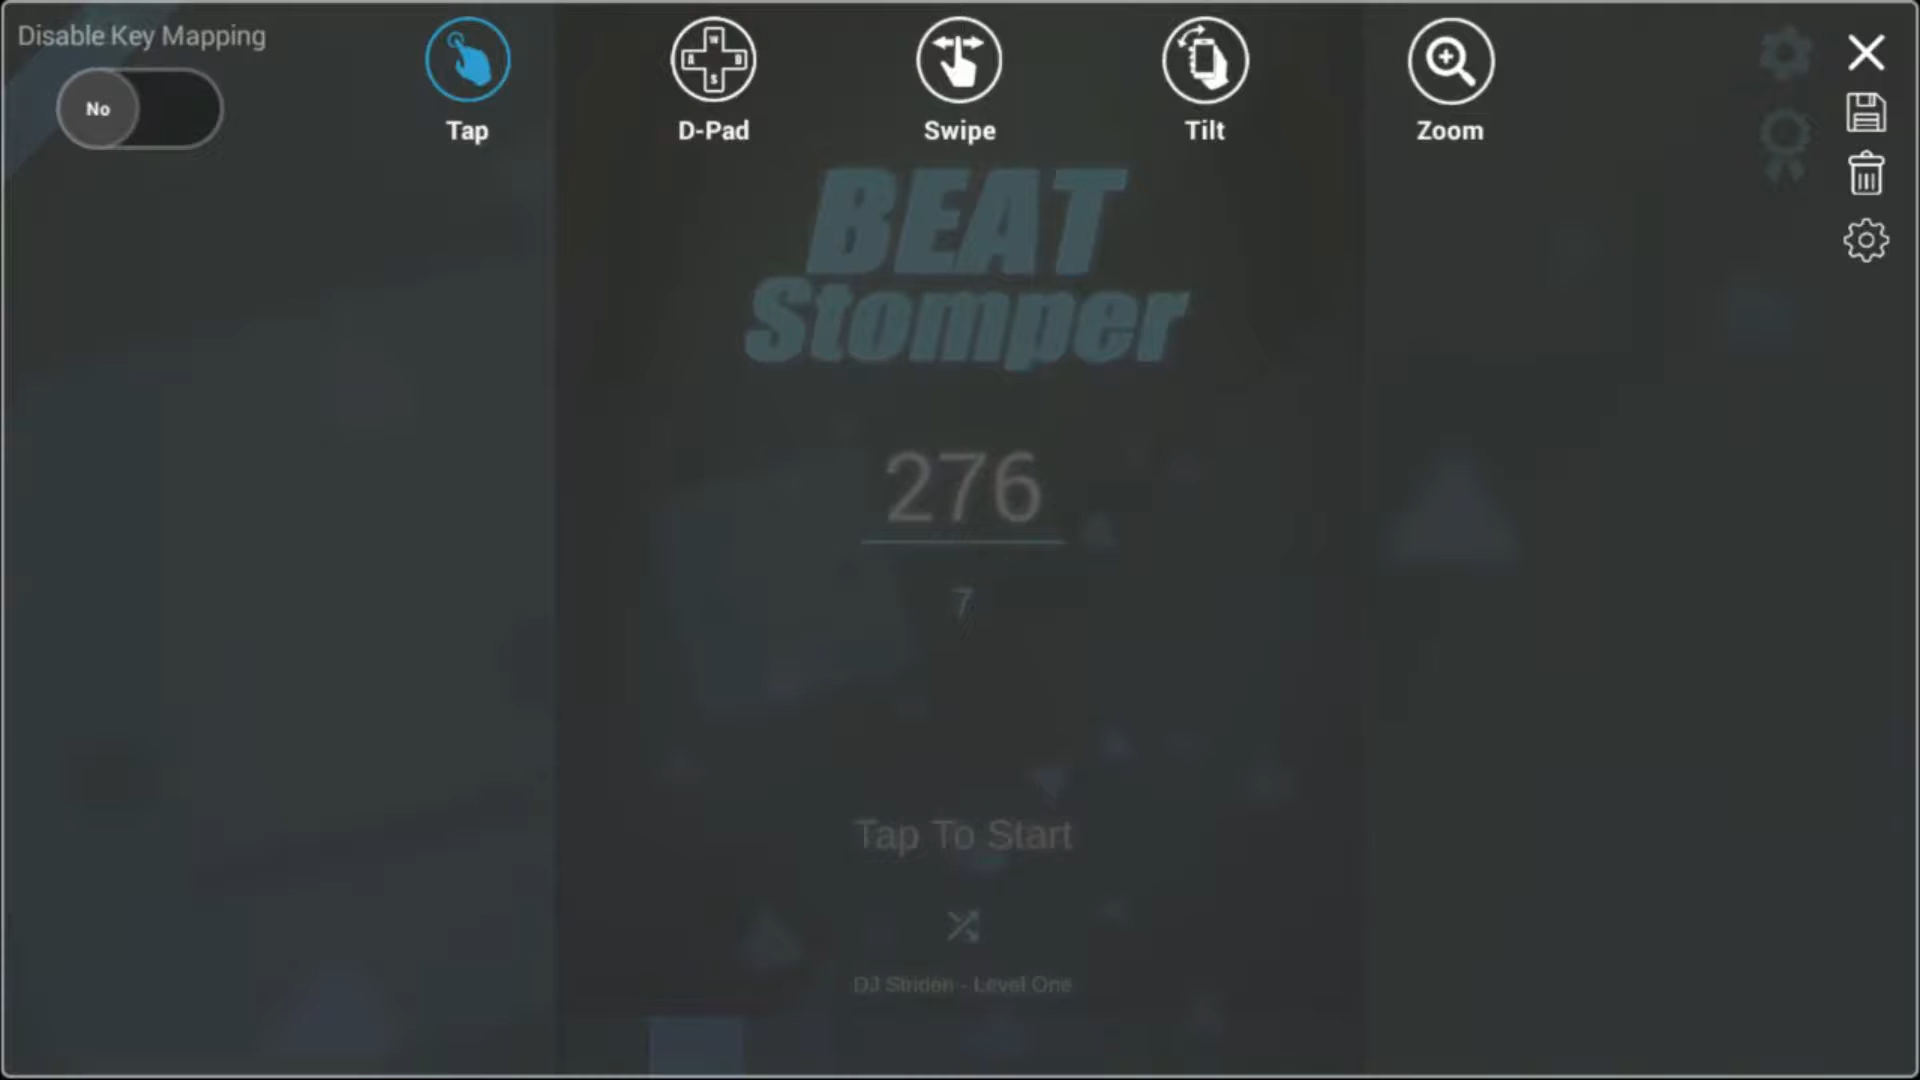 Disable Key Mapping
No
Tap
D-Pad
W
A D
S
Swipe
Tilt
Zoom
BEAT
Stomper
276
7
Tap To Start
DJ Striden - Level One